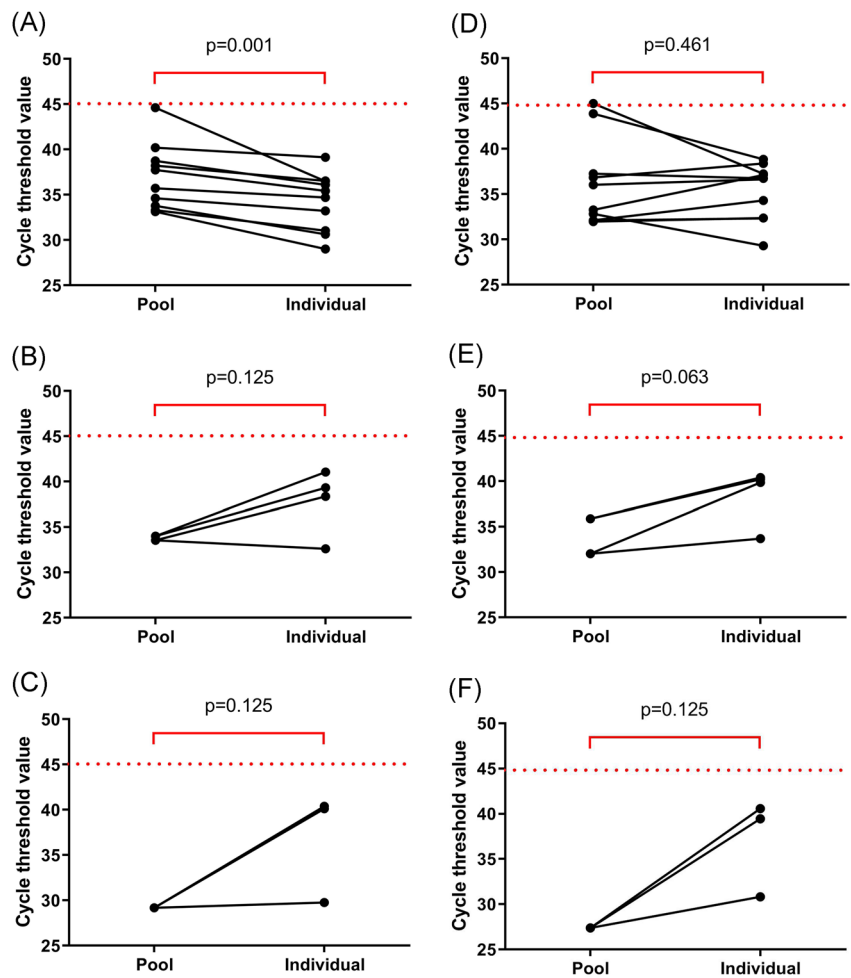 (A)
p=0.001
Cycle threshold value
50
45
40
35
30
25
Pool
Individual
(D)
p=0.461
Cycle threshold value
50
45
40
35
30
25
Pool
Individual
(B)
p=0.125
Cycle threshold value
50
45
40
35
30
25
Pool
Individual
(E)
p=0.063
Cycle threshold value
50
45
40
35
30
25
Pool
Individual
(C)
p=0.125
Cycle threshold value
50
45
40
35
30
25
Pool
Individual
(F)
p=0.125
Cycle threshold value
50
45
40
35
30
25
Pool
Individual